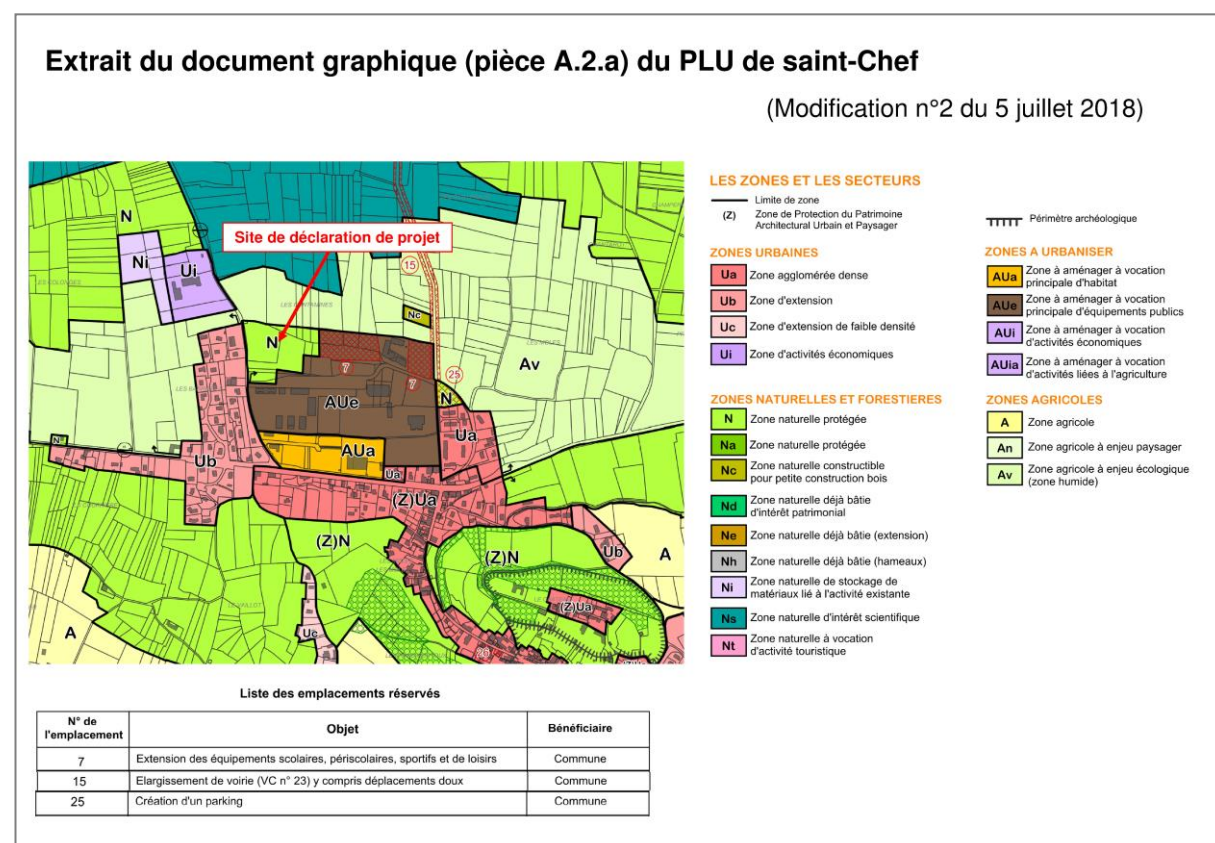 Extrait du document graphique (pièce A.2.a) du PLU de saint-Chef
(Modification n°2 du 5 juillet 2018)
Site de déclaration de projet
N
Ni
Ui
15
Nc
N
7
7
25
Av
AUe
N
Ua
AUa
Ub
Ua
(Z)Ua
(Z)N
(Z)N
Ub
A
(Z)Ua
Uc
A
26
LES ZONES ET LES SECTEURS
Limite de zone
(Z) Zone de Protection du Patrimoine
Architectural Urbain et Paysager
Périmètre archéologique
ZONES URBAINES
Ua Zone agglomérée dense
Ub Zone d'extension
Uc Zone d'extension de faible densité
Ui Zone d'activités économiques
ZONES A URBANISER
AUa Zone à aménager à vocation
principale d'habitat
AUe Zone à aménager à vocation
principale d'équipements publics
AUi Zone à aménager à vocation
d'activités économiques
AUia Zone à aménager à vocation
d'activités liées à l'agriculture
ZONES NATURELLES ET FORESTIERES
N Zone naturelle protégée
Na Zone naturelle protégée
Nc Zone naturelle constructible
pour petite construction bois
Nd Zone naturelle déjà bâtie
d'intérêt patrimonial
Ne Zone naturelle déjà bâtie (extension)
Nh Zone naturelle déjà bâtie (hameaux)
Ni Zone naturelle de stockage de
matériaux lié à l'activité existante
Ns Zone naturelle d'intérêt scientifique
Nt Zone naturelle à vocation
d'activité touristique
ZONES AGRICOLES
A Zone agricole
An Zone agricole à enjeu paysager
Av Zone agricole à enjeu écologique
(zone humide)
Liste des emplacements réservés
N° de
l'emplacement
Objet
Bénéficiaire
7 Extension des équipements scolaires, périscolaires, sportifs et de loisirs Commune
15 Elargissement de voirie (VC n° 23) y compris déplacements doux Commune
25 Création d'un parking Commune